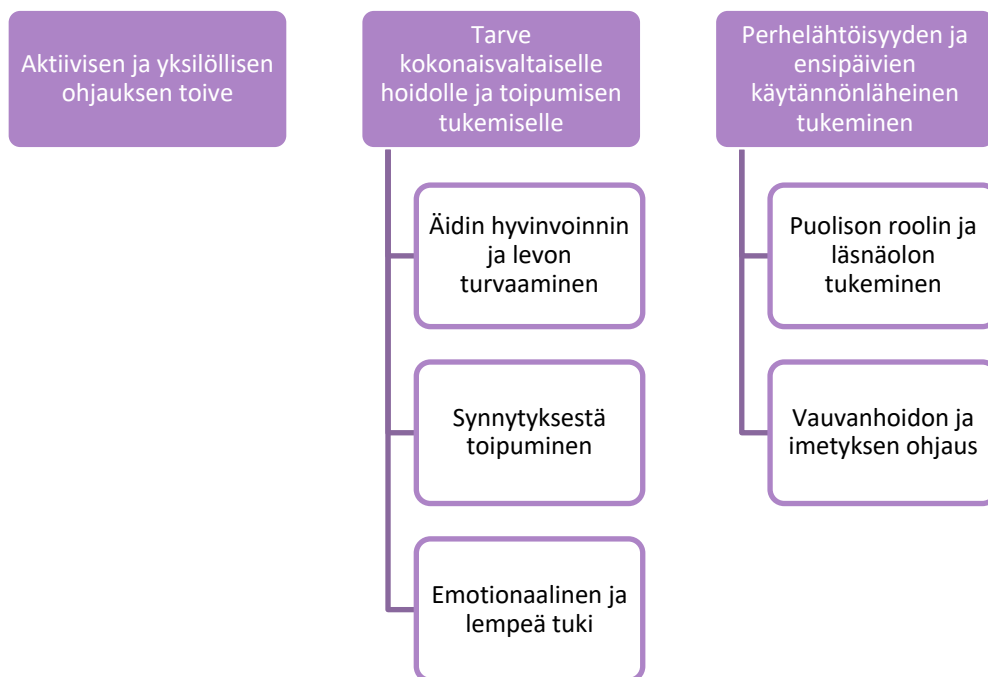 Aktiivisen ja yksilöllisen
ohjauksen toive
Tarve
kokonaisvaltaiselle
hoidolle ja toipumisen
tukemiselle
Äidin hyvinvoinnin
ja levon
turvaaminen
Synnytyksestä
toipuminen
Emotionaalinen ja
lempeä tuki
Perhelähtöisyyden ja
ensipäivien
käytännönläheinen
tukeminen
Puolison roolin ja
läsnäolon
tukeminen
Vauvanhoidon ja
imetyksen ohjaus